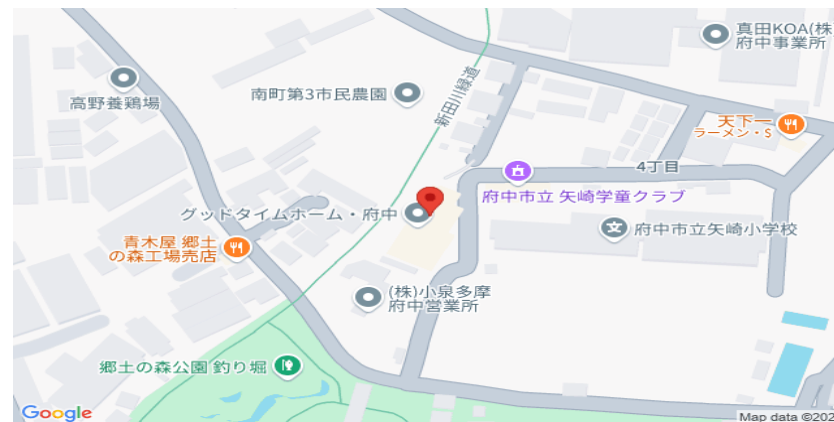 真田KOA(株
府中事業所
高野養鶏場
南町第3市民農園
新田川緑道
天下一
ラーメン・S
4丁目
府中市立 矢崎学童クラブ
グッドタイムホーム・府中
府中市立矢崎小学校
青木屋 郷土
の森工場売店
(株)小泉多摩
府中営業所
郷土の森公園 釣り堀
Google
Map data ©202